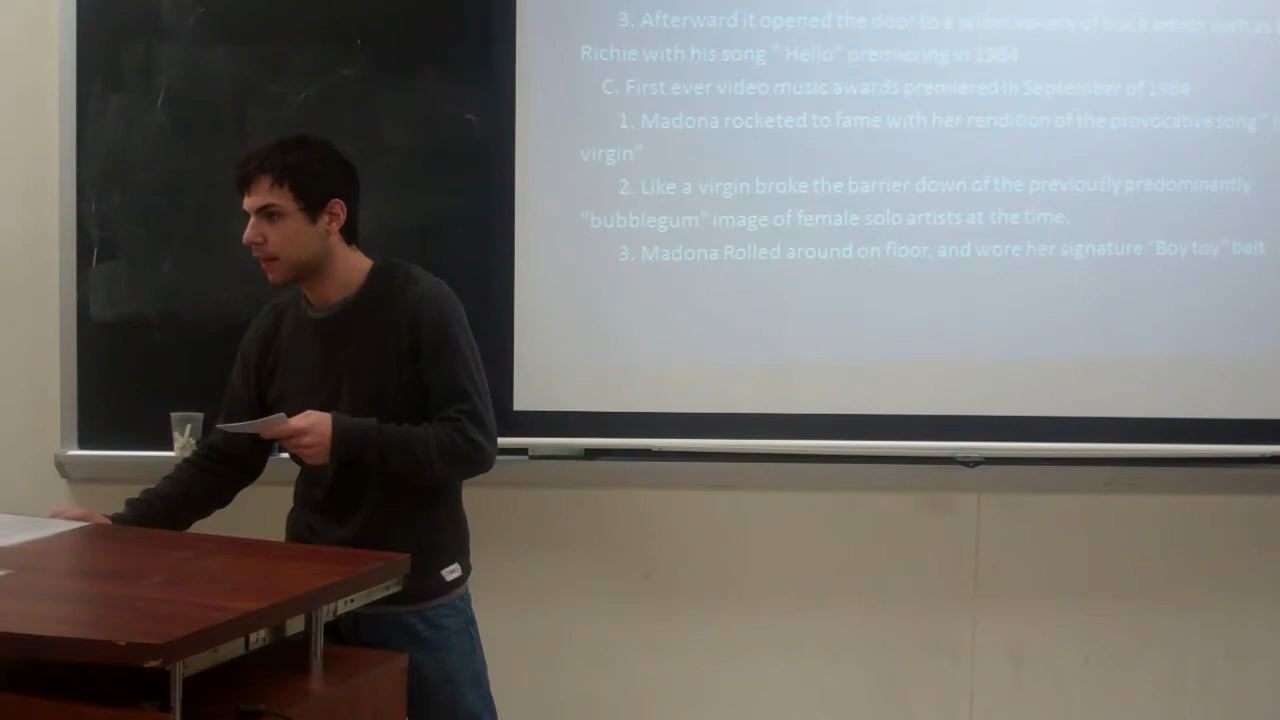 3. Afterward it opened the door to a wider variety of black artists such as
Richie with his song " Hello" premiering in 1984
C. First ever video music awards premiered in September of 1984
1. Madona rocketed to fame with her rendition of the provocative song "
virgin"
2. Like a virgin broke the barrier down of the previously predominantly
"bubblegum" image of female solo artists at the time.
3. Madona Rolled around on floor, and wore her signature "Boy toy" belt